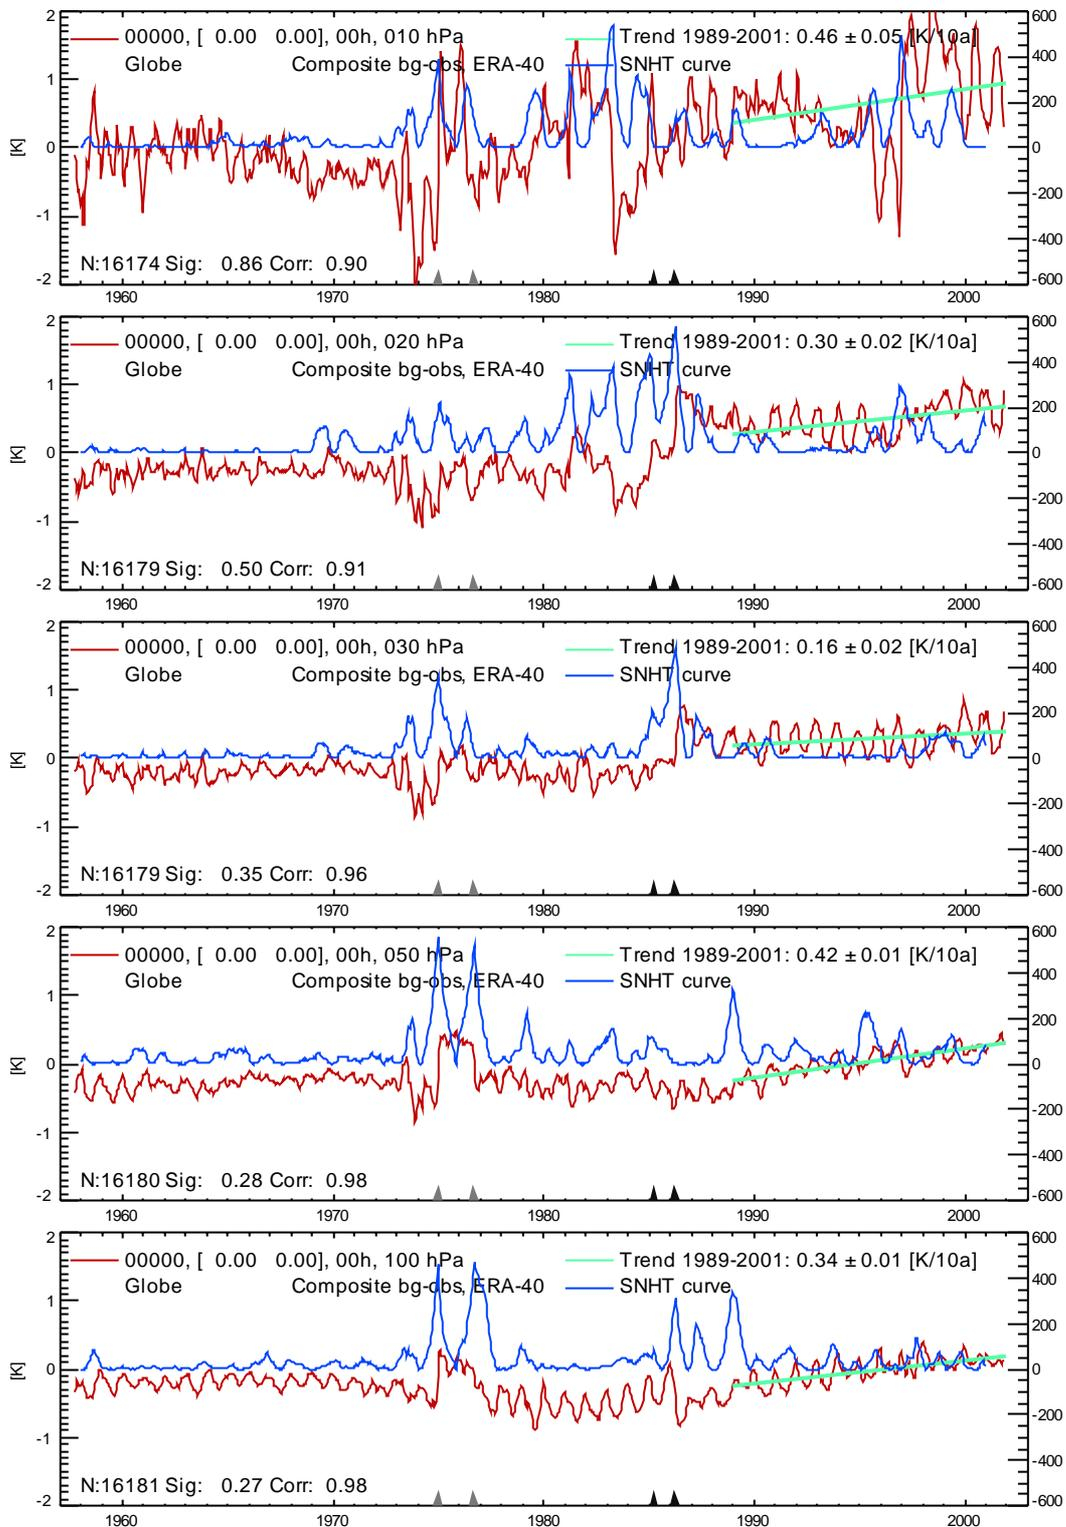 2
1
0
-1
-2
[K]
600
400
200
0
-200
-400
-600
00000, [  0.00    0.00], 00h, 010 hPa
Trend 1989-2001: 0.46 ± 0.05 [K/10a]
Globe
Composite bg-obs, ERA-40
SNHT curve
N:16174 Sig:   0.86 Corr:  0.90
1960 1970 1980 1990 2000
2
1
0
-1
-2
[K]
600
400
200
0
-200
-400
-600
00000, [  0.00    0.00], 00h, 020 hPa
Trend 1989-2001: 0.30 ± 0.02 [K/10a]
Globe
Composite bg-obs, ERA-40
SNHT curve
N:16179 Sig:   0.50 Corr:  0.91
1960 1970 1980 1990 2000
2
1
0
-1
-2
[K]
600
400
200
0
-200
-400
-600
00000, [  0.00    0.00], 00h, 030 hPa
Trend 1989-2001: 0.16 ± 0.02 [K/10a]
Globe
Composite bg-obs, ERA-40
SNHT curve
N:16179 Sig:   0.35 Corr:  0.96
1960 1970 1980 1990 2000
2
1
0
-1
-2
[K]
600
400
200
0
-200
-400
-600
00000, [  0.00    0.00], 00h, 050 hPa
Trend 1989-2001: 0.42 ± 0.01 [K/10a]
Globe
Composite bg-obs, ERA-40
SNHT curve
N:16180 Sig:   0.28 Corr:  0.98
1960 1970 1980 1990 2000
2
1
0
-1
-2
[K]
600
400
200
0
-200
-400
-600
00000, [  0.00    0.00], 00h, 100 hPa
Trend 1989-2001: 0.34 ± 0.01 [K/10a]
Globe
Composite bg-obs, ERA-40
SNHT curve
N:16181 Sig:   0.27 Corr:  0.98
1960 1970 1980 1990 2000